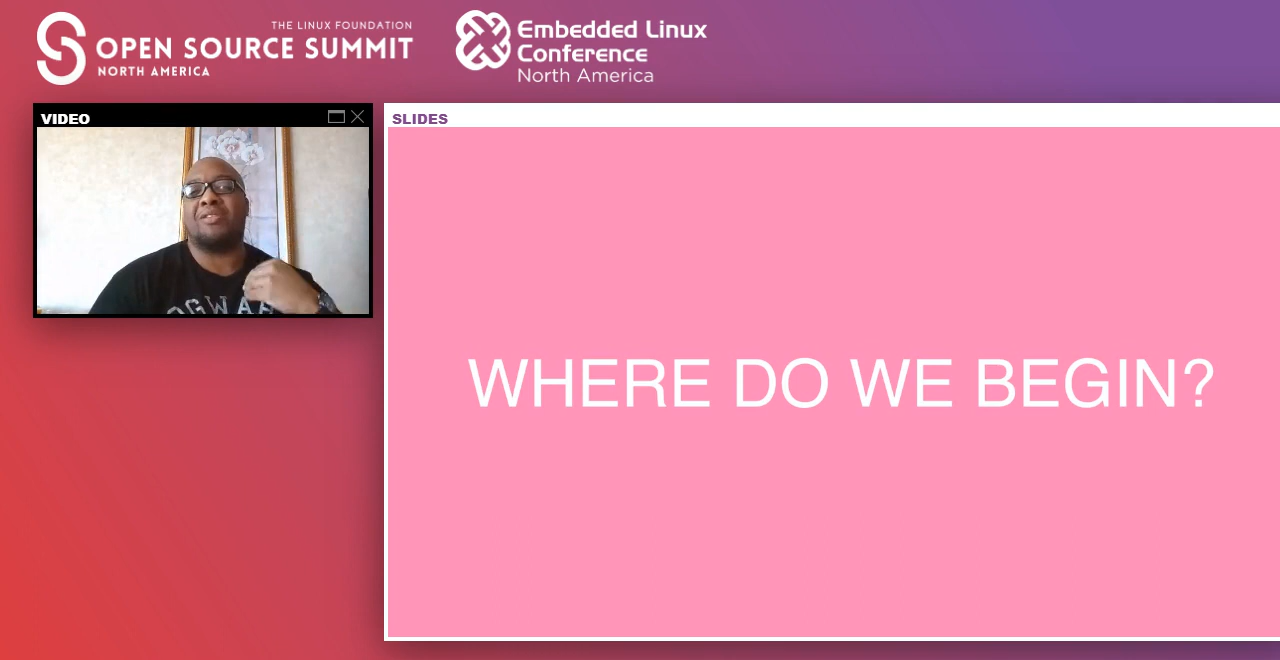 THE LINUX FOUNDATION
OPEN SOURCE SUMMIT
NORTH AMERICA
Embedded Linux
Conference
North America
VIDEO
SLIDES
OGWA
WHERE DO WE BEGIN?